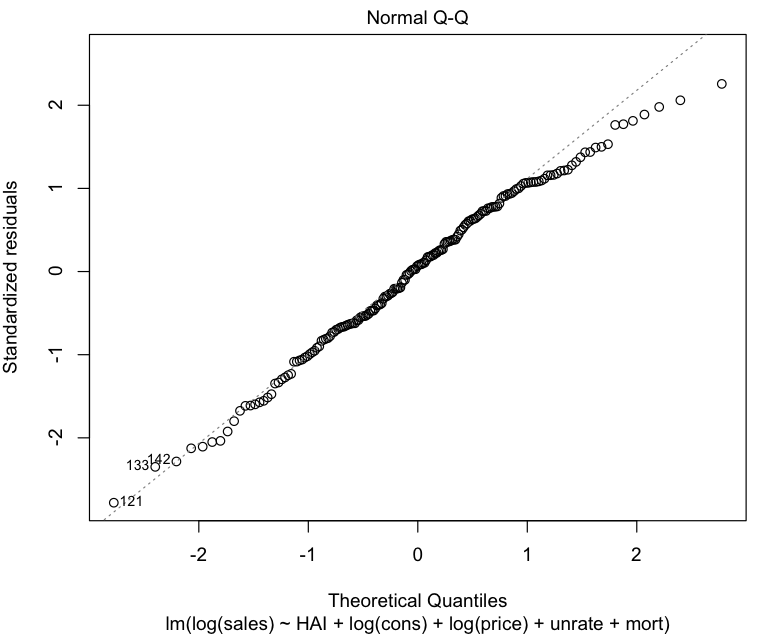 Normal Q-Q
Standardized residuals
2
1
0
-1
-2
142
133
121
-2 -1 0 1 2
Theoretical Quantiles
lm(log(sales) ~ HAI + log(cons) + log(price) + unrate + mort)